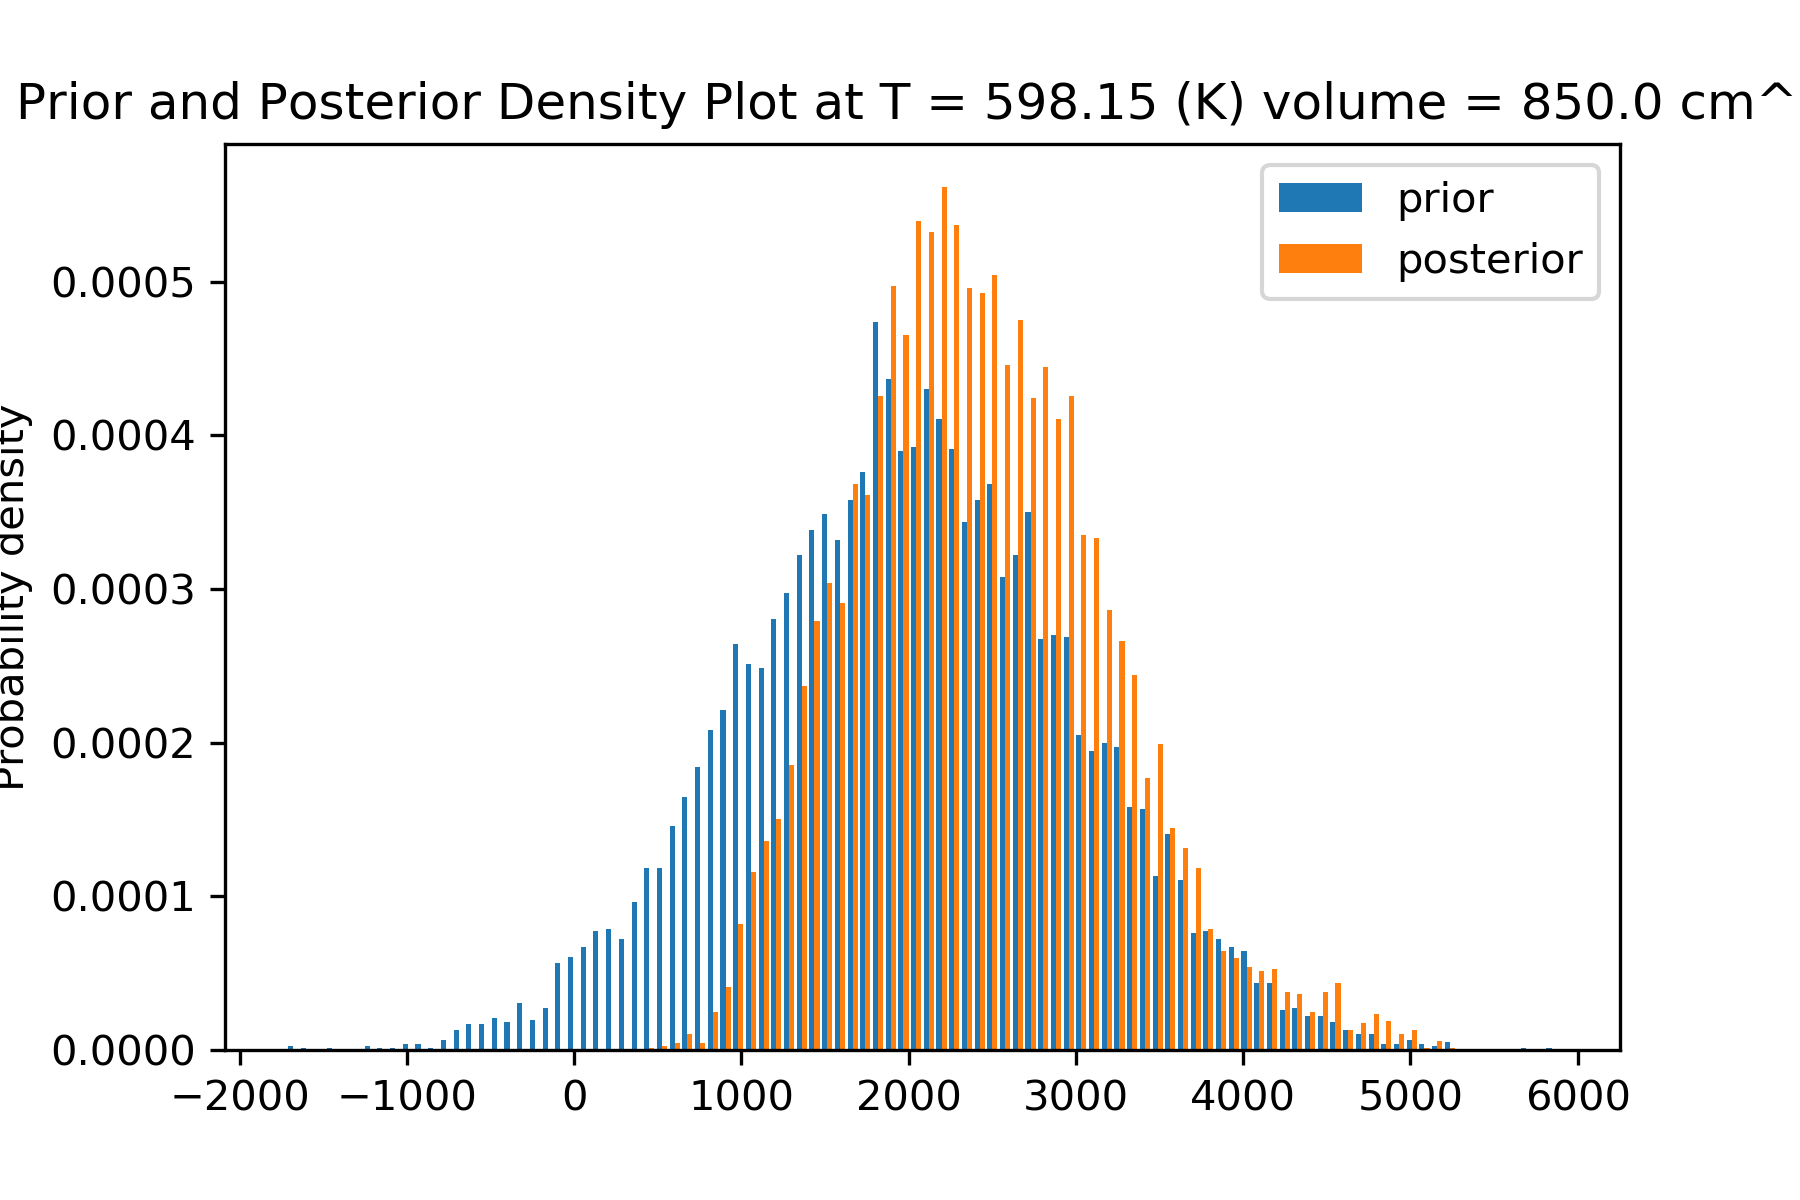 Prior and Posterior Density Plot at T = 598.15 (K) volume = 850.0 cm^
prior
posterior
Probability density
0.0005
0.0004
0.0003
0.0002
0.0001
0.0000
−2000 −1000 0 1000 2000 3000 4000 5000 6000